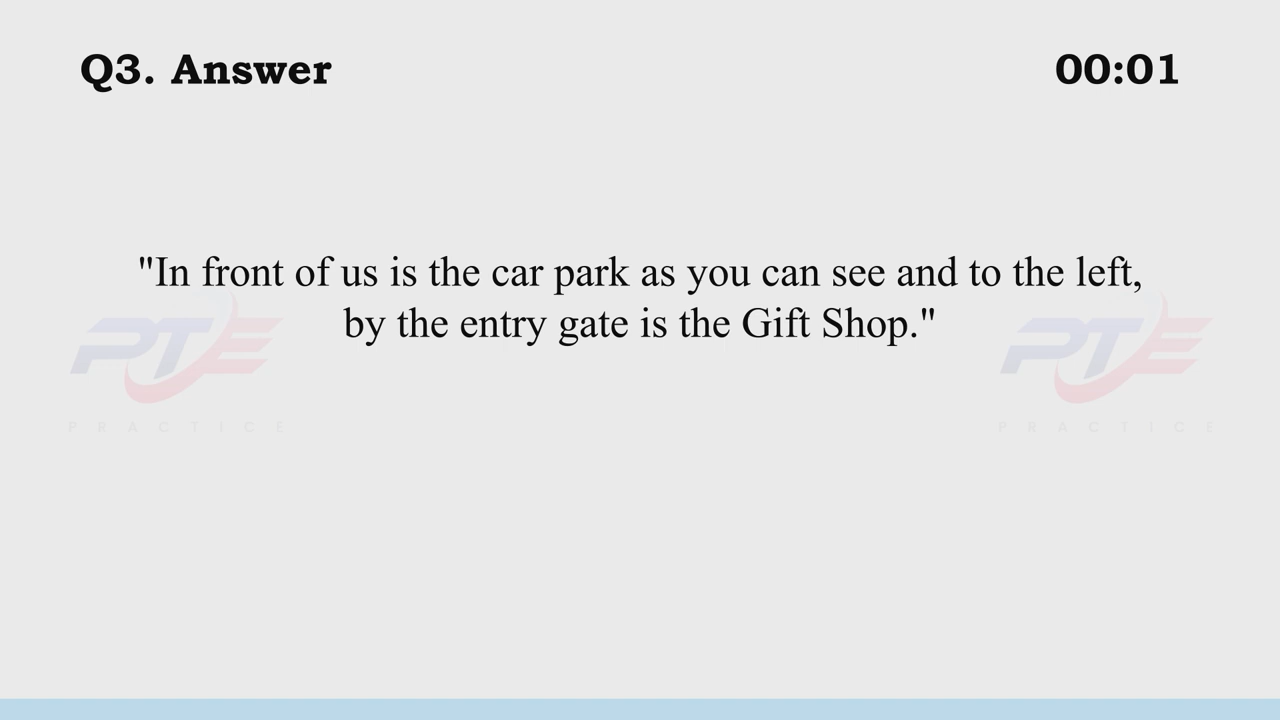 Q3. Answer
00:01
"In front of us is the car park as you can see and to the left,
by the entry gate is the Gift Shop."
PTE
PRACTICE
PTE
PRACTICE